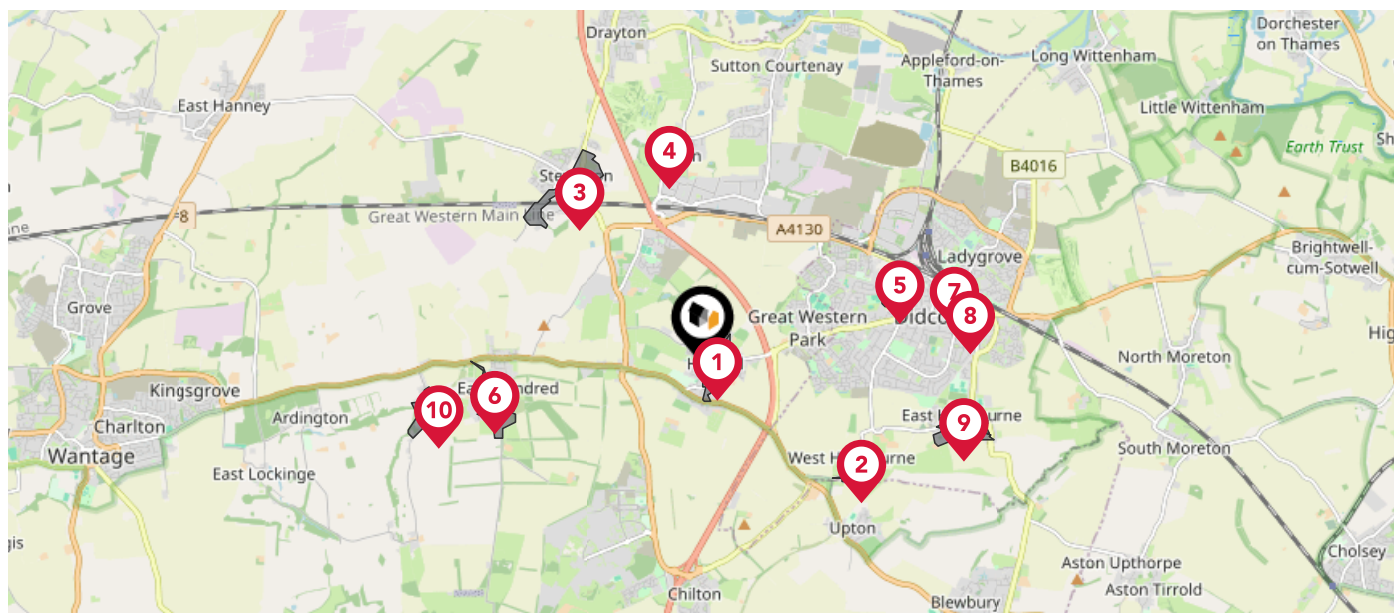 Drayton
Dorchester
on Thames
Sutton Courtenay
Appleford-on-
Thames
Long Wittenham
East Hanney
Little Wittenham
Earth Trust
4
B4016
3
Great Western Main
A4130
Ladygrove
Brightwell-
cum-Sotwell
Grove
5
7
8
Great Western
Park
North Moreton
1
Kingsgrove
6
10
Ardington
Charlton
9
Wantage
South Moreton
East Lockinge
2
Upton
Cholsey
Aston Upthorpe
Aston Tirrold
Chilton
Blewbury